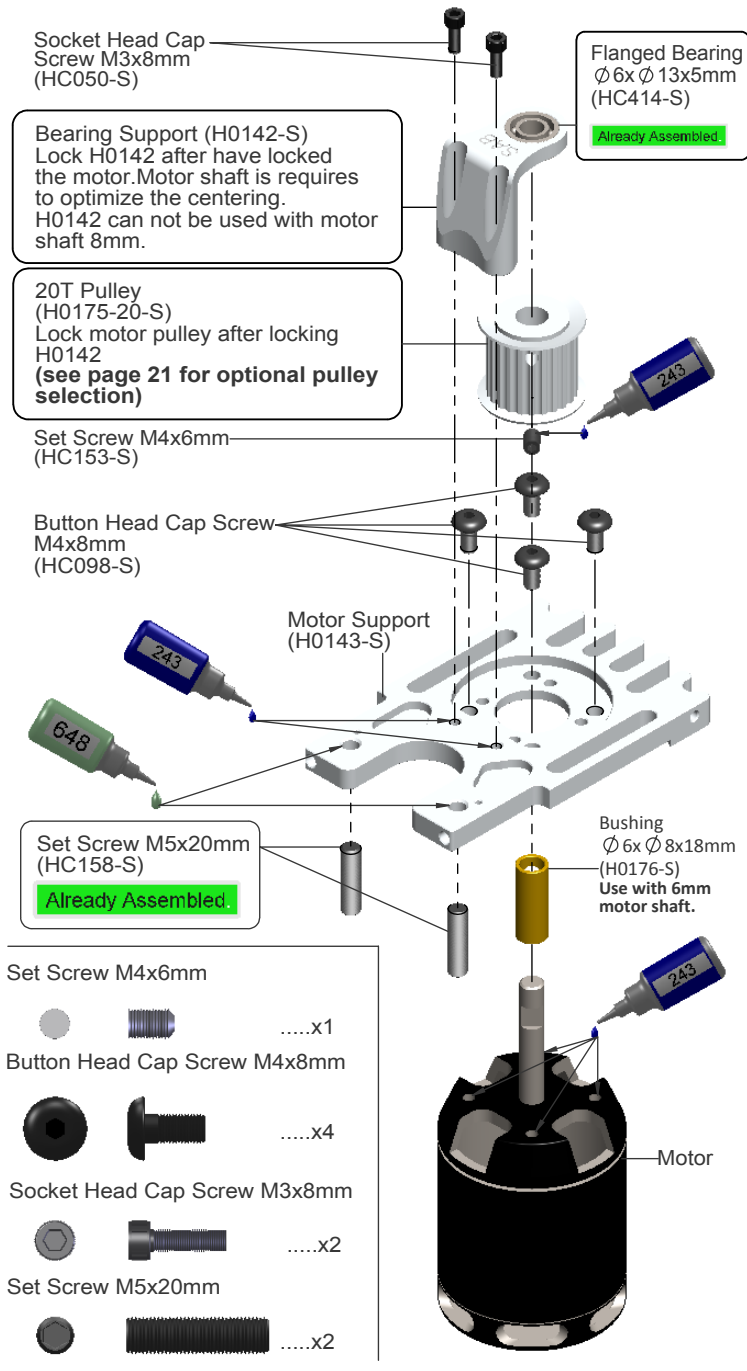 Socket Head Cap
Screw M3x8mm
(HC050-S)
Flanged Bearing
∅ 6x ∅ 13x5mm
(HC414-S)
Already Assembled.
Bearing Support (H0142-S)
Lock H0142 after have locked
the motor.Motor shaft is requires
to optimize the centering.
H0142 can not be used with motor
shaft 8mm.
SAB
20T Pulley
(H0175-20-S)
Lock motor pulley after locking
H0142
(see page 21 for optional pulley
selection)
243
Set Screw M4x6mm
(HC153-S)
Button Head Cap Screw
M4x8mm
(HC098-S)
Motor Support
(H0143-S)
243
648
Set Screw M5x20mm
(HC158-S)
Already Assembled.
Bushing
∅ 6x ∅ 8x18mm
(H0176-S)
Use with 6mm
motor shaft.
243
Set Screw M4x6mm
.....x1
Button Head Cap Screw M4x8mm
.....x4
Motor
Socket Head Cap Screw M3x8mm
.....x2
Set Screw M5x20mm
.....x2